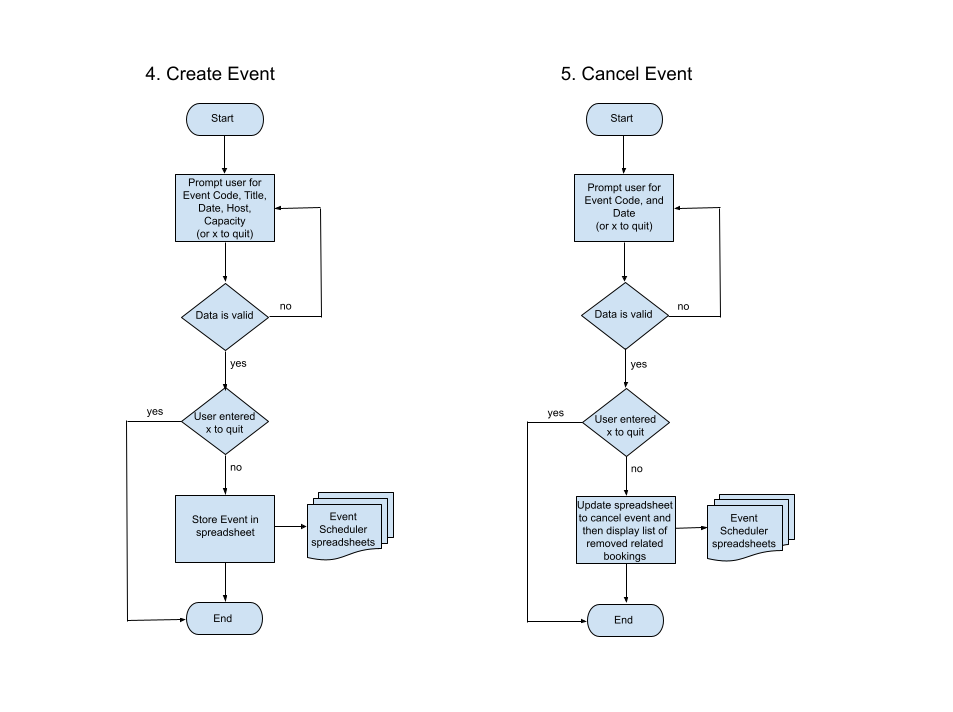 4. Create Event
Start
Prompt user for
Event Code, Title,
Date, Host,
Capacity
(or x to quit)
Data is valid
no
yes
User entered
x to quit
yes
no
Store Event in
spreadsheet
Event
Scheduler
spreadsheets
End
5. Cancel Event
Start
Prompt user for
Event Code, and
Date
(or x to quit)
Data is valid
no
yes
User entered
x to quit
yes
no
Update spreadsheet
to cancel event and
then display list of
removed related
bookings
Event
Scheduler
spreadsheets
End